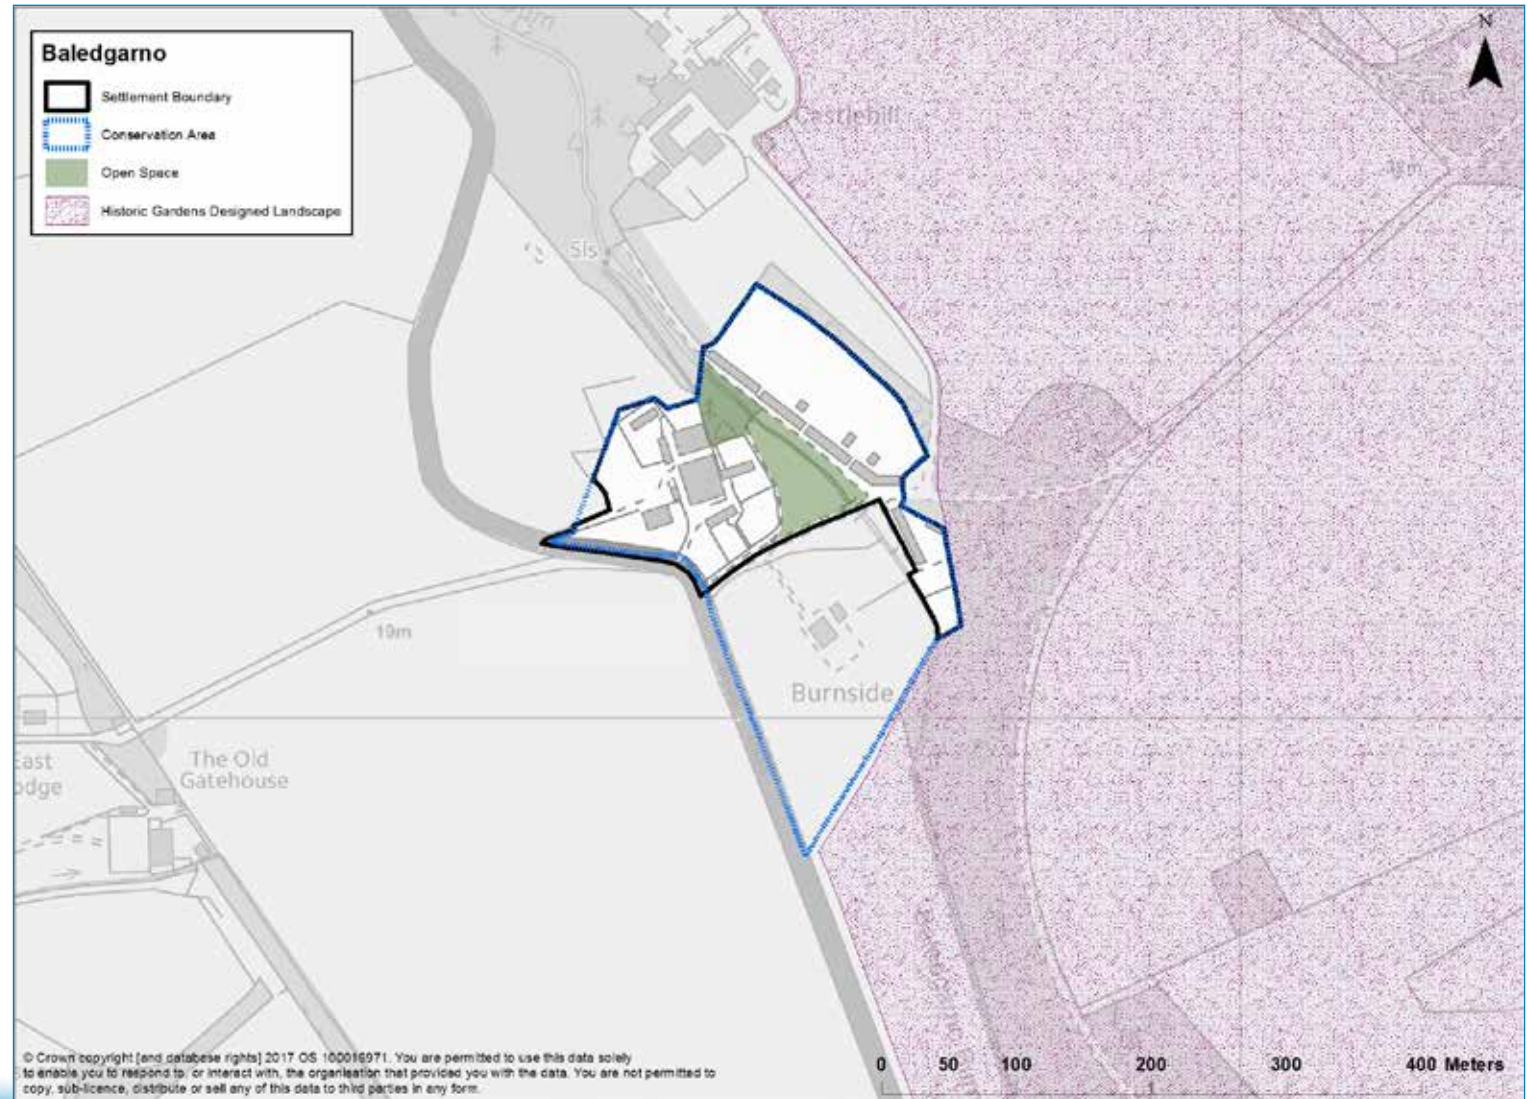 Baledgarno
Settlement Boundary
Conservation Area
Open Space
Historic Gardens Designed Landscape
N
Castlehill
Sls
19m
Burnside
The Old
Gatehouse
© Crown copyright [and database rights] 2017 OS 100016971. You are permitted to use this data solely
to enable you to respond to, or interact with, the organisation that provided you with the data. You are not permitted to
copy, sub-licence, distribute or sell any of this data to third parties in any form.
0 50 100 200 300 400 Meters